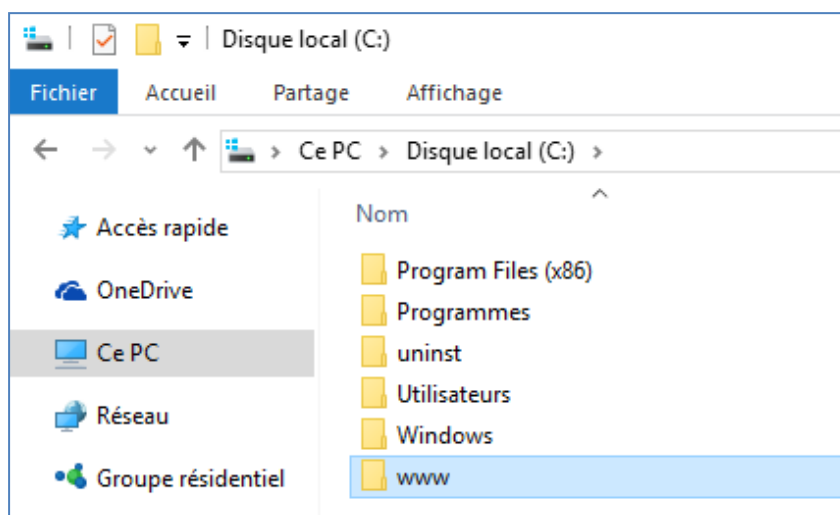 Disque local (C:)
Fichier Accueil Partage Affichage
Ce PC > Disque local (C:) >
Accès rapide
OneDrive
Ce PC
Réseau
Groupe résidentiel
Nom
Program Files (x86)
Programmes
uninst
Utilisateurs
Windows
www